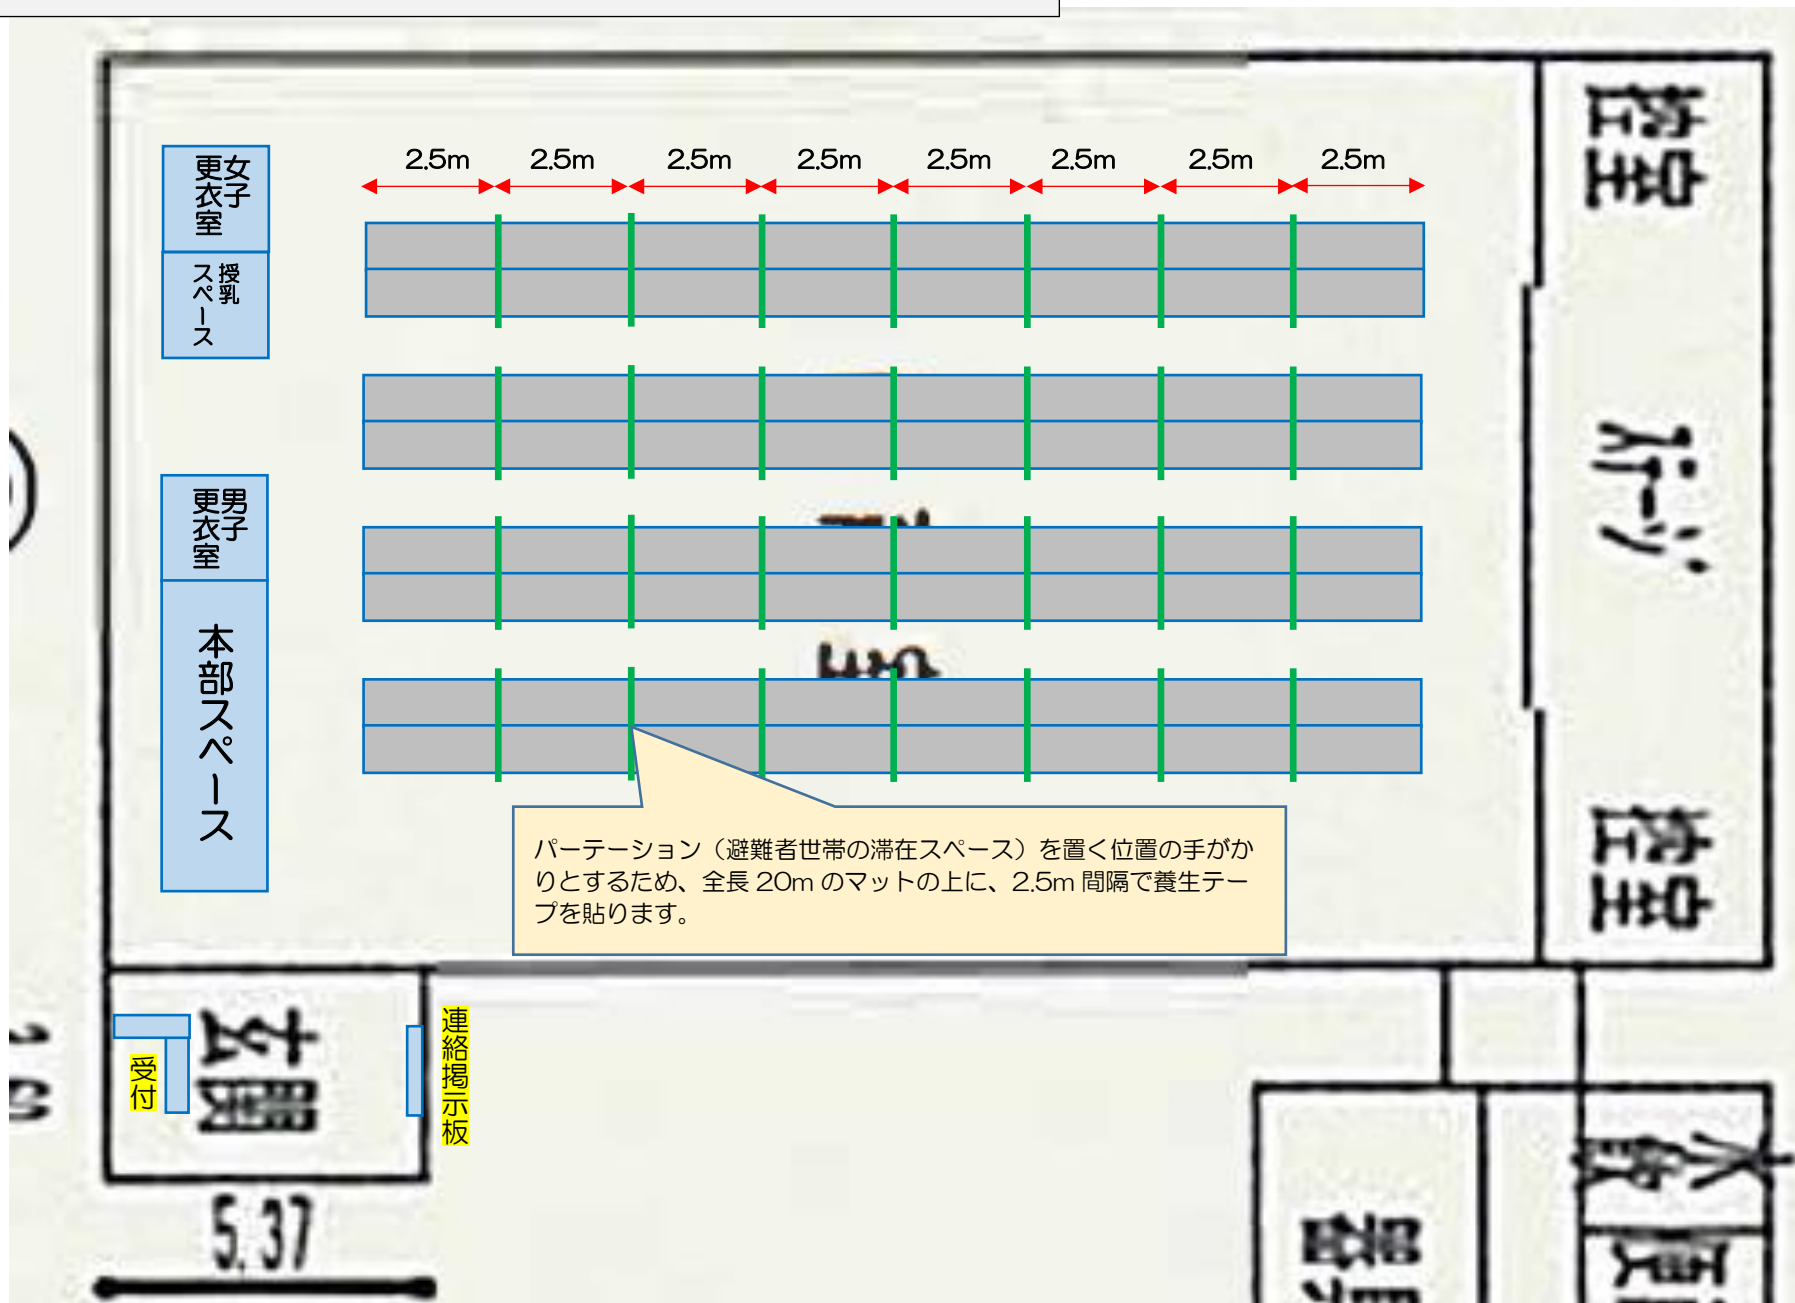 2.5m 2.5m 2.5m 2.5m 2.5m 2.5m 2.5m 2.5m
女子
更衣室
授乳
スペース
男子
更衣室
本部スペース
控室
ステージ
控室
パーテーション（避難者世帯の滞在スペース）を置く位置の手がか
りとするため、全長 20m のマットの上に、2.5m 間隔で養生テー
プを貼ります。
玄関
受付
連絡掲示板
5.37